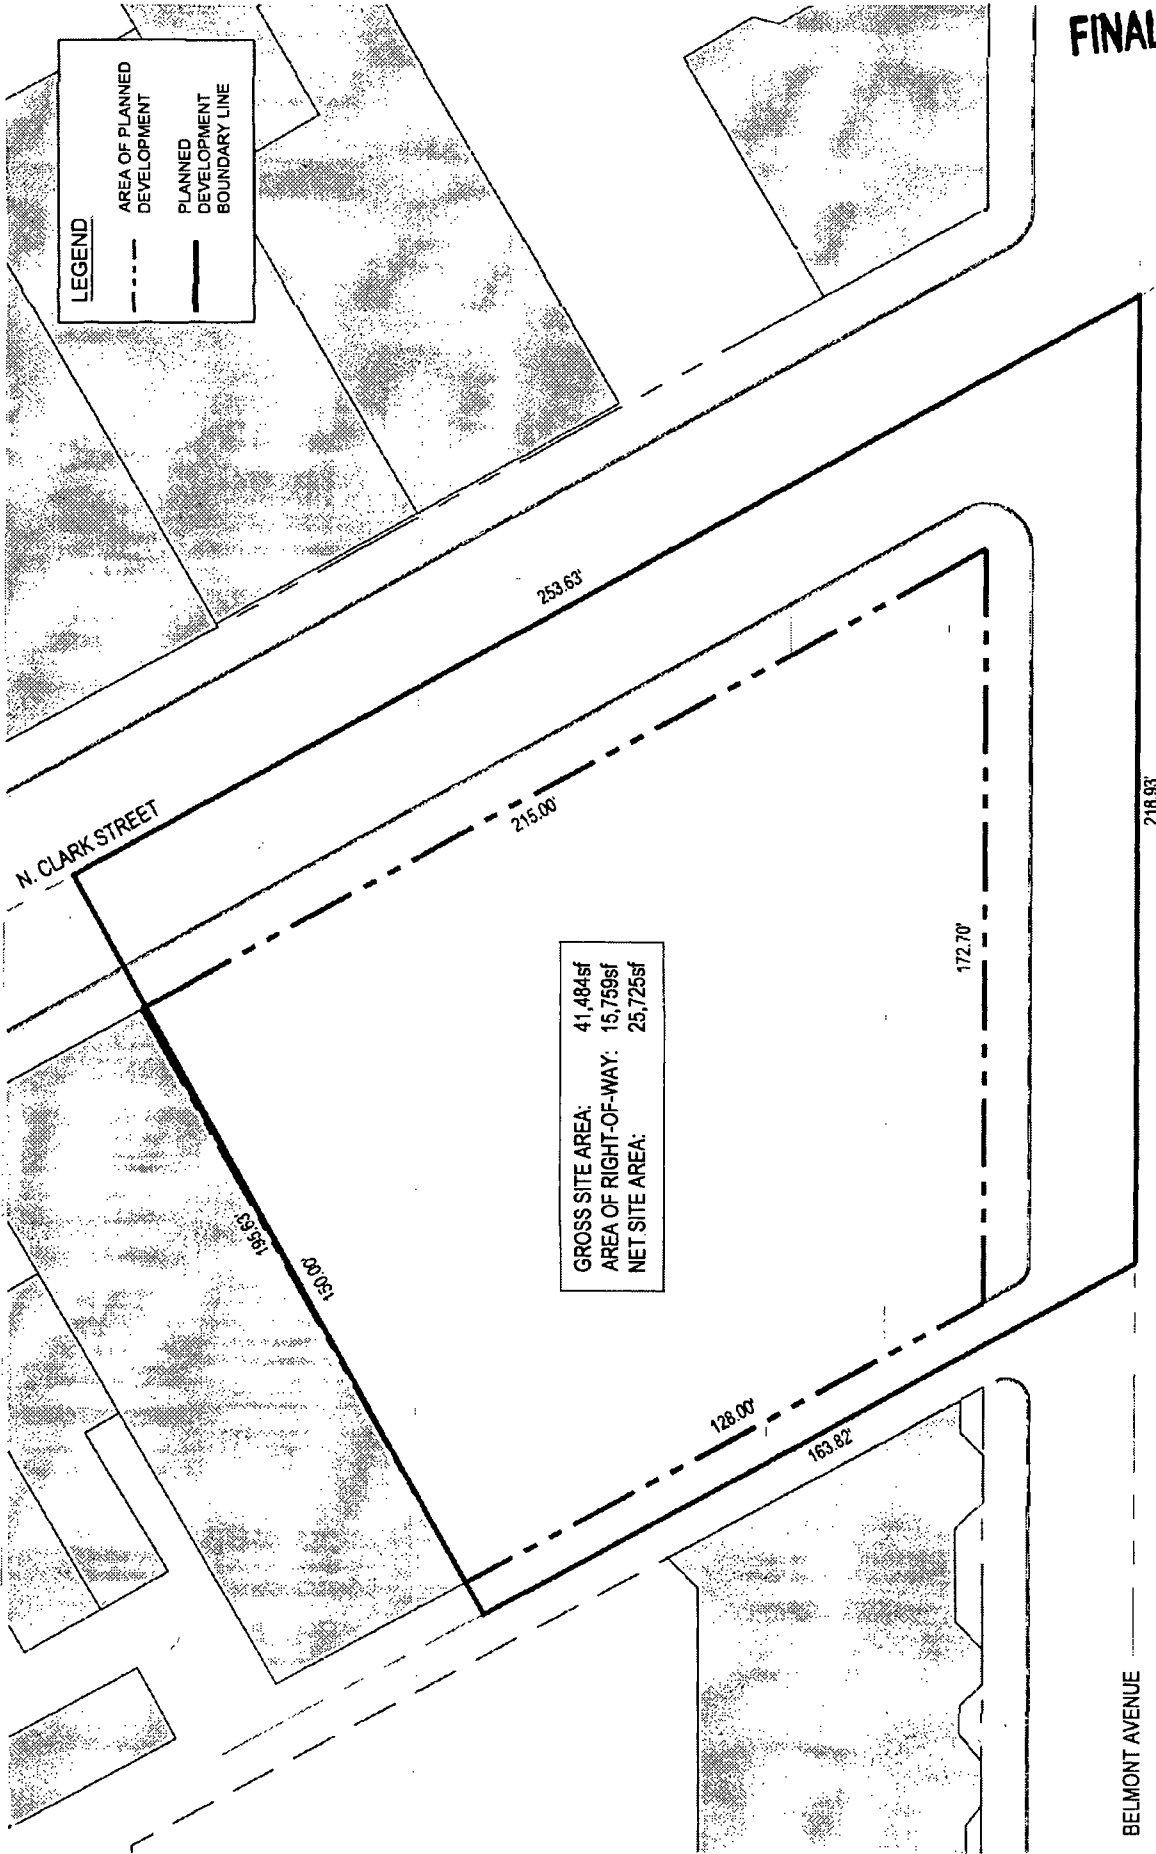 FINAL
LEGEND
AREA OF PLANNED
DEVELOPMENT
PLANNED
DEVELOPMENT
BOUNDARY LINE
N. CLARK STREET
253.63'
215.00'
195.63'
150.00'
GROSS SITE AREA: 41,484sf
AREA OF RIGHT-OF-WAY: 15,759sf
NET SITE AREA: 25,725sf
172.70'
128.00'
163.82'
218.93'
BELMONT AVENUE